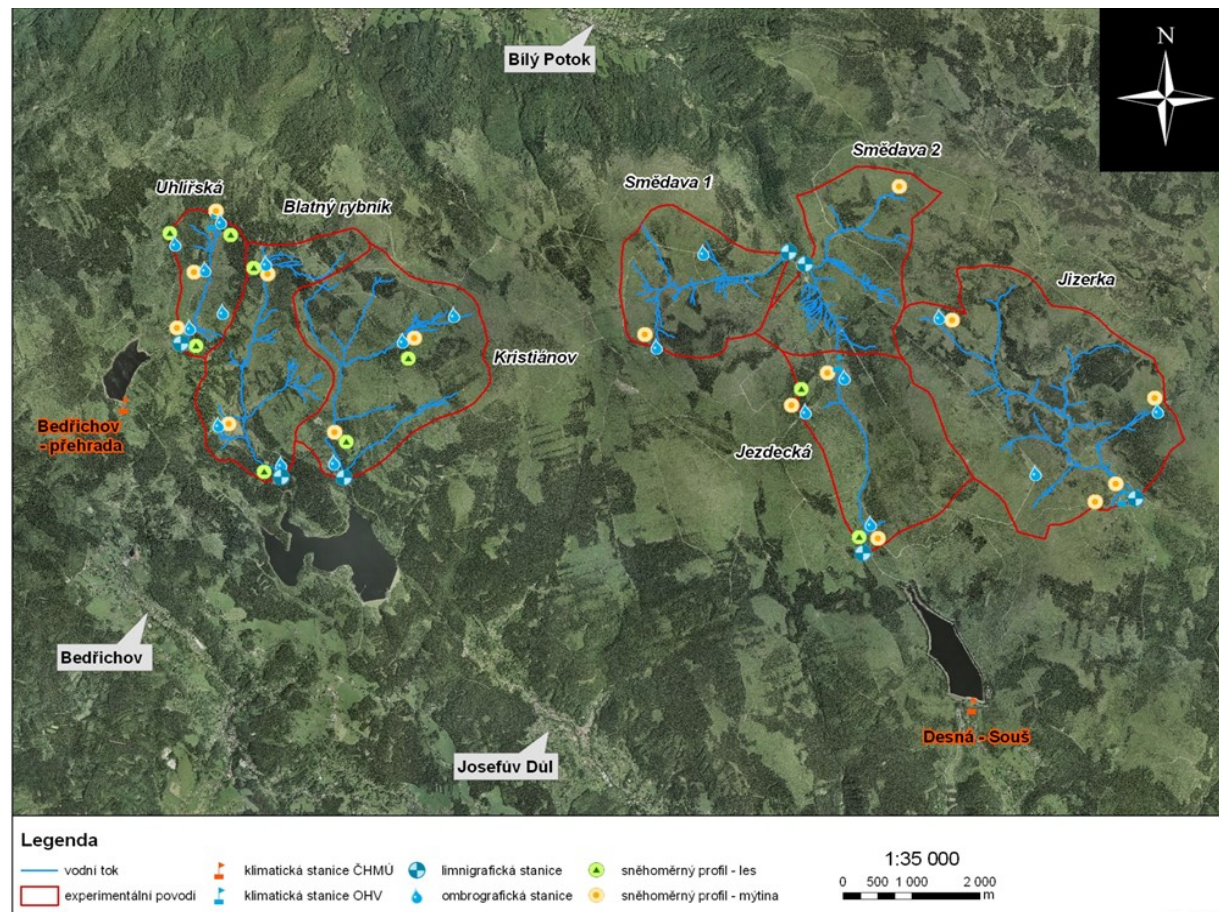 N
Bílý Potok
Smědava 2
Smědava 1
Uhlířská
Blatný rybník
Jizerka
Kristiánov
Bedřichov
- přehrada
Jezdecká
Bedřichov
Desná - Souš
Josefův Důl
Legenda
vodní tok
experimentální povodí
klimatická stanice ČHMÚ
klimatická stanice OHV
limnigrafická stanice
ombrografická stanice
sněhoměrný profil - les
sněhoměrný profil - mýtina
1:35 000
0 500 1 000 2 000
m